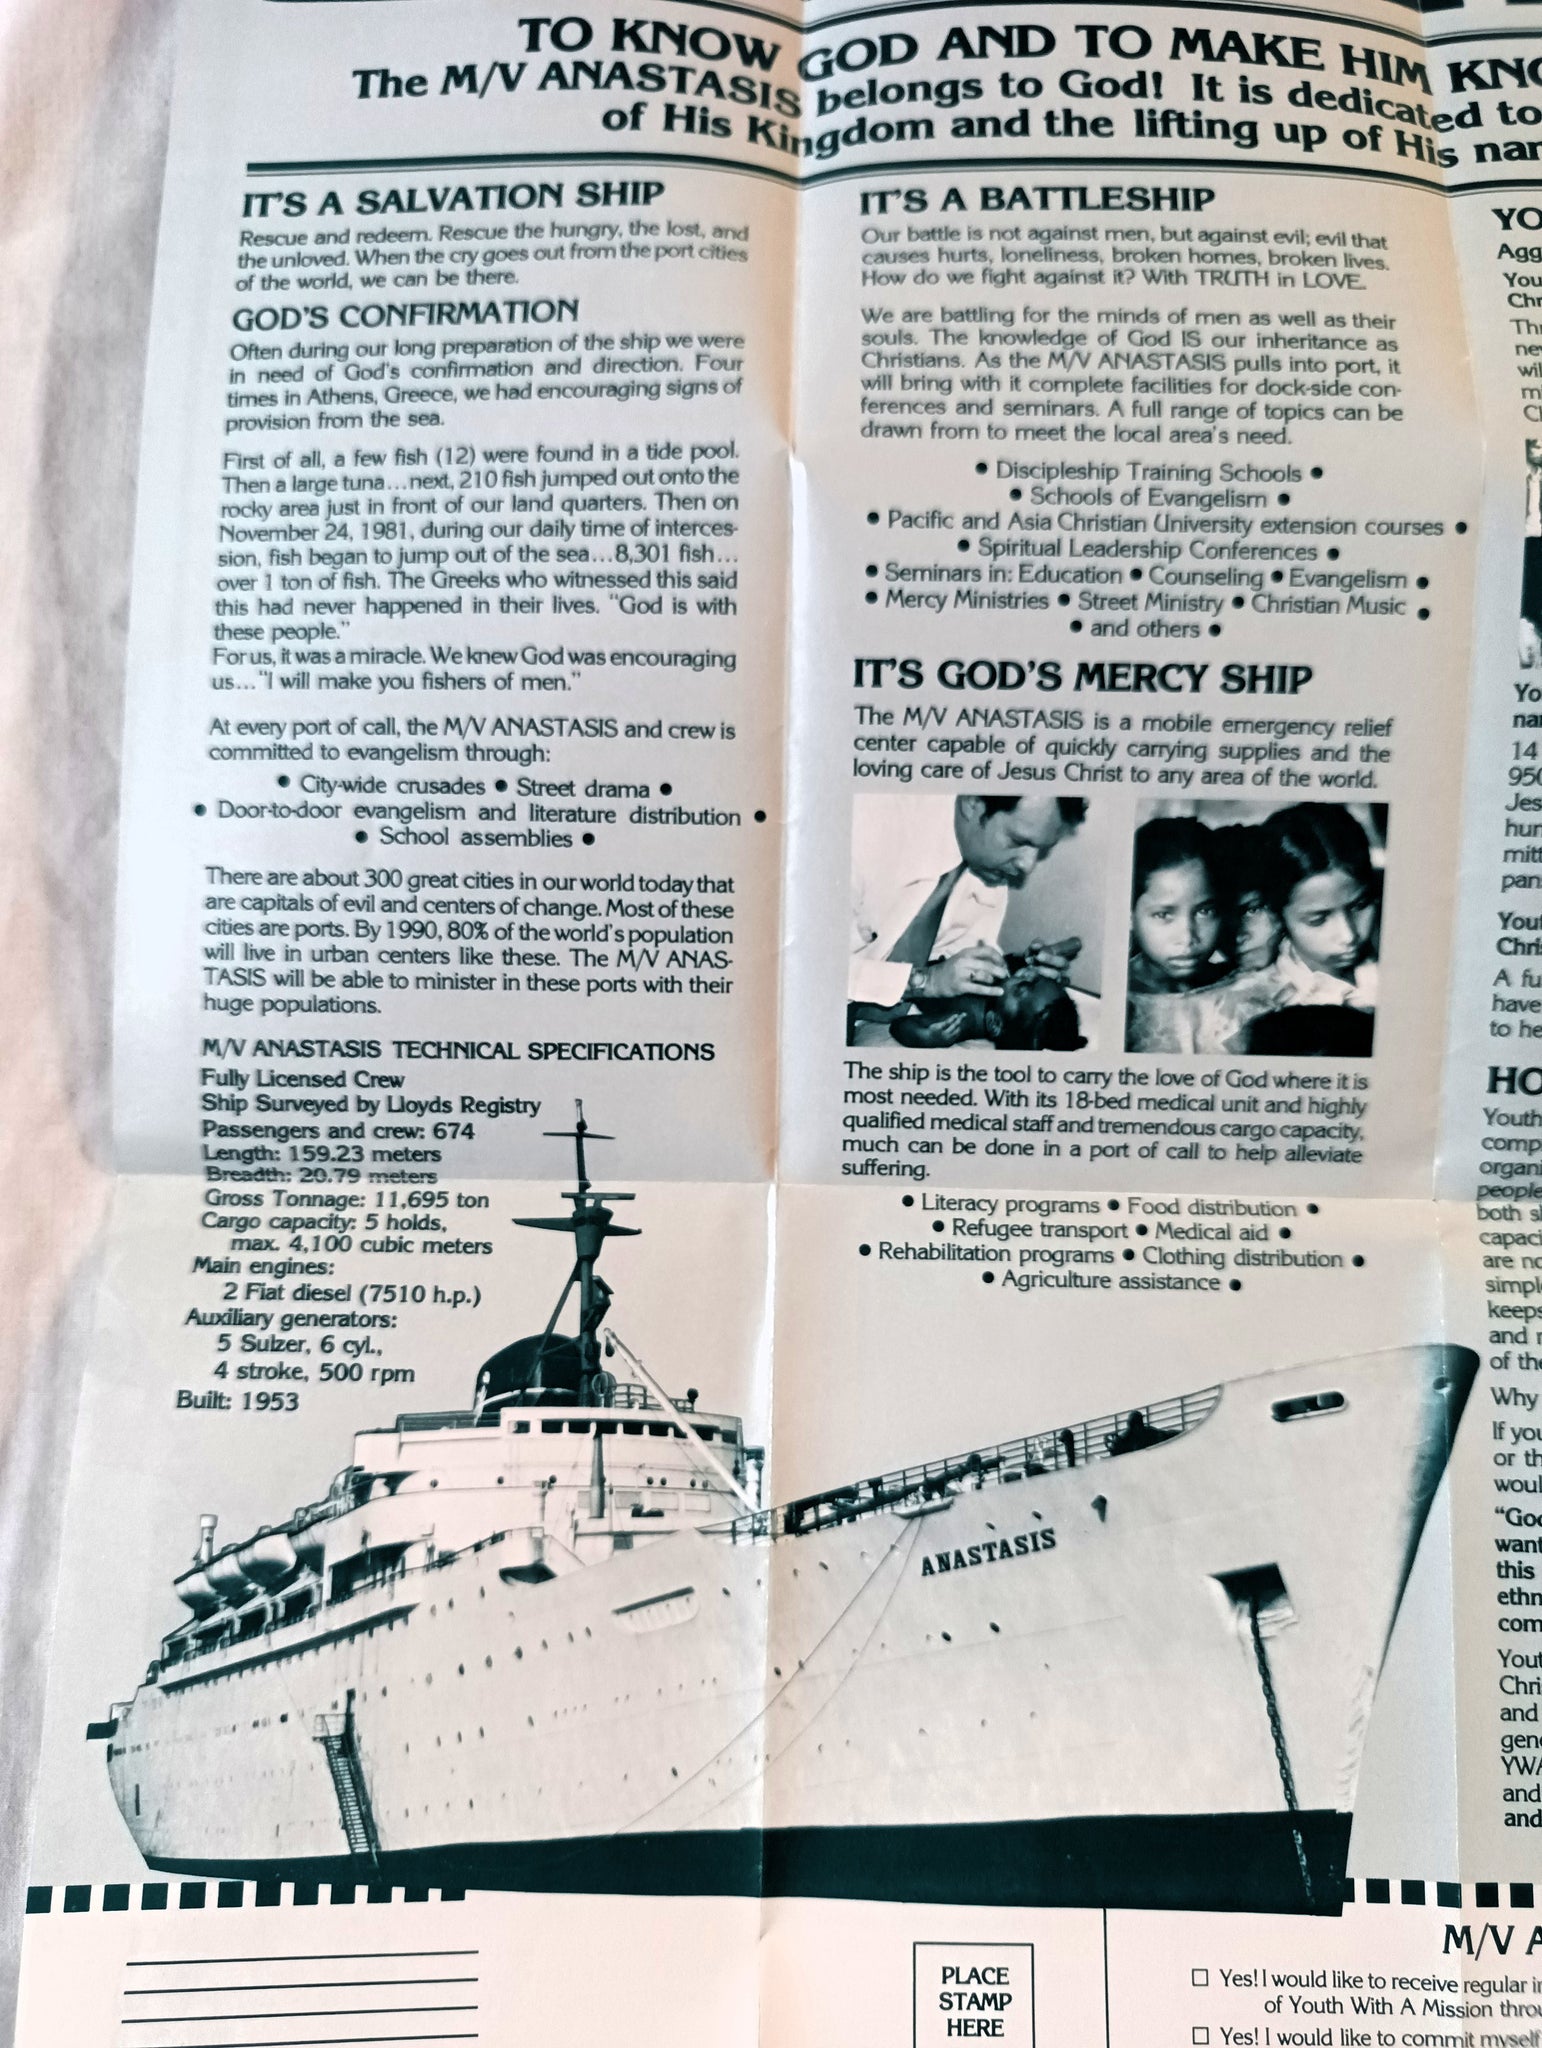 TO KNOW GOD AND TO MAKE HIM
The M/V ANASTASIS belongs to God! It is dedicated to
of His Kingdom and the lifting up of His
IT'S A SALVATION SHIP
Rescue and redeem. Rescue the hungry, the lost, and
the unloved. When the cry goes out from the port cities
of the world, we can be there.
GOD'S CONFIRMATION
Often during our long preparation of the ship we were
in need of God's confirmation and direction. Four
times in Athens, Greece, we had encouraging signs of
provision from the sea.
First of all, a few fish (12) were found in a tide pool.
Then a large tuna...next, 210 fish jumped out onto the
rocky area just in front of our land quarters. Then on
November 24, 1981, during our daily time of interces-
sion, fish began to jump out of the sea...8,301 fish...
over 1 ton of fish. The Greeks who witnessed this said
this had never happened in their lives. "God is with
these people."
For us, it was a miracle. We knew God was encouraging
us..."I will make you fishers of men."
At every port of call, the M/V ANASTASIS and crew is
committed to evangelism through:
• City-wide crusades • Street drama •
• Door-to-door evangelism and literature distribution •
• School assemblies •
There are about 300 great cities in our world today that
are capitals of evil and centers of change. Most of these
cities are ports. By 1990, 80% of the world's population
will live in urban centers like these. The M/V ANAS-
TASIS will be able to minister in these ports with their
huge populations.
M/V ANASTASIS TECHNICAL SPECIFICATIONS
Fully Licensed Crew
Ship Surveyed by Lloyds Registry
Passengers and crew: 674
Length: 159.23 meters
Breadth: 20.79 meters
Gross Tonnage: 11,695 ton
Cargo capacity: 5 holds,
max. 4,100 cubic meters
Main engines:
2 Fiat diesel (7510 h.p.)
Auxiliary generators:
5 Sulzer, 6 cyl.,
4 stroke, 500 rpm
Built: 1953
IT'S A BATTLESHIP
Our battle is not against men, but against evil; evil that
causes hurts, loneliness, broken homes, broken lives.
How do we fight against it? With TRUTH in LOVE.
We are battling for the minds of men as well as their
souls. The knowledge of God IS our inheritance as
Christians. As the M/V ANASTASIS pulls into port, it
will bring with it complete facilities for dock-side con-
ferences and seminars. A full range of topics can be
drawn from to meet the local area's need.
• Discipleship Training Schools •
• Schools of Evangelism •
• Pacific and Asia Christian University extension courses •
• Spiritual Leadership Conferences •
• Seminars in: Education • Counseling • Evangelism •
• Mercy Ministries • Street Ministry • Christian Music •
• and others •
IT'S GOD'S MERCY SHIP
The M/V ANASTASIS is a mobile emergency relief
center capable of quickly carrying supplies and the
loving care of Jesus Christ to any area of the world.
The ship is the tool to carry the love of God where it is
most needed. With its 18-bed medical unit and highly
qualified medical staff and tremendous cargo capacity,
much can be done in a port of call to help alleviate
suffering.
• Literacy programs • Food distribution •
• Refugee transport • Medical aid •
• Rehabilitation programs • Clothing distribution •
• Agriculture assistance •
ANASTASIS
14
to
people
are
and
of
Why
If
or
"God
want
this
and
and
and
PLACE
STAMP
HERE
M/V
☐ Yes! I would like to receive regular
of Youth With A Mission
☐ Yes! I would like to commit myself